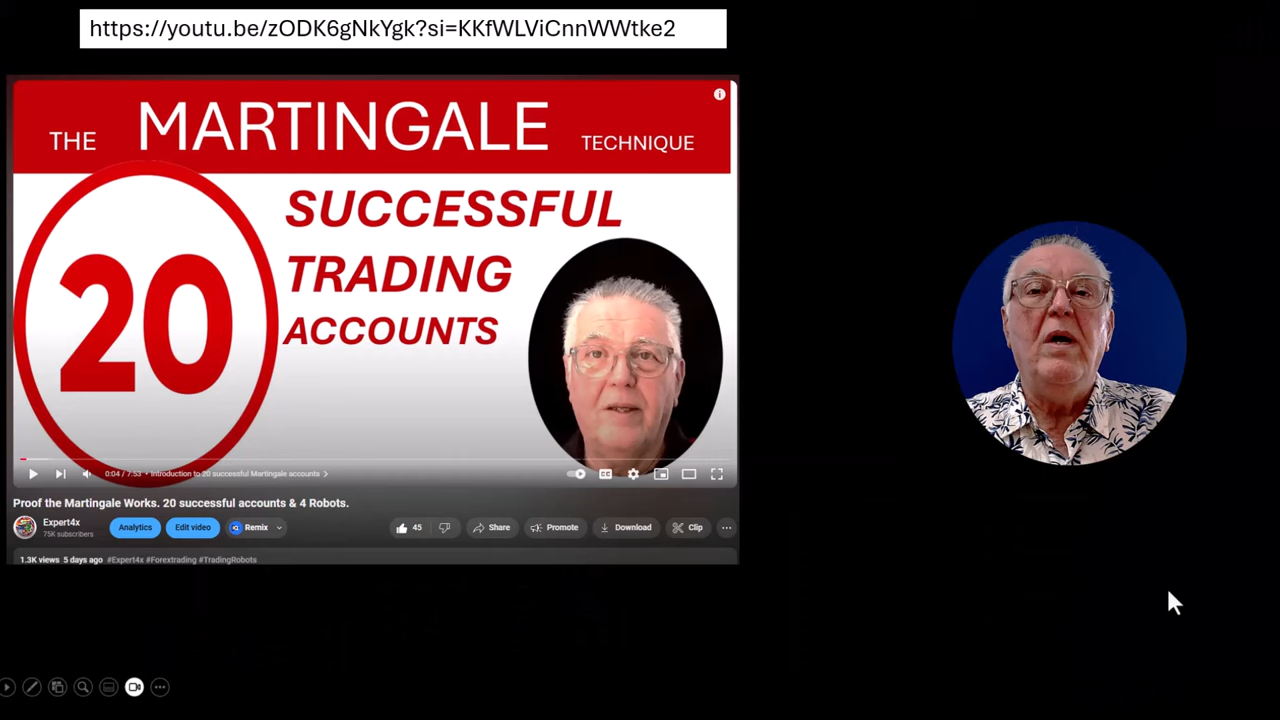 https://youtu.be/zODK6gNkYgk?si=KKfWLViCnnWWtke2
THE MARTINGALE TECHNIQUE
20
SUCCESSFUL
TRADING
ACCOUNTS
0:04 / 7:53 • Introduction to 20 successful Martingale accounts >
CC
Proof the Martingale Works. 20 successful accounts & 4 Robots.
Expert4x
75K subscribers
Analytics Edit video Remix 45 Share Promote Download Clip
1.3K views 5 days ago #Expert4x #Forextrading #TradingRobots